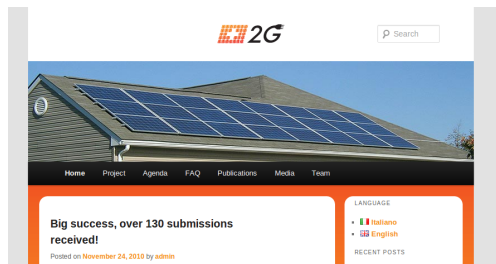 2G
Search
Home Project Agenda FAQ Publications Media Team
Big success, over 130 submissions
received!
Posted on November 24, 2010 by admin
LANGUAGE
Italiano
English
RECENT POSTS